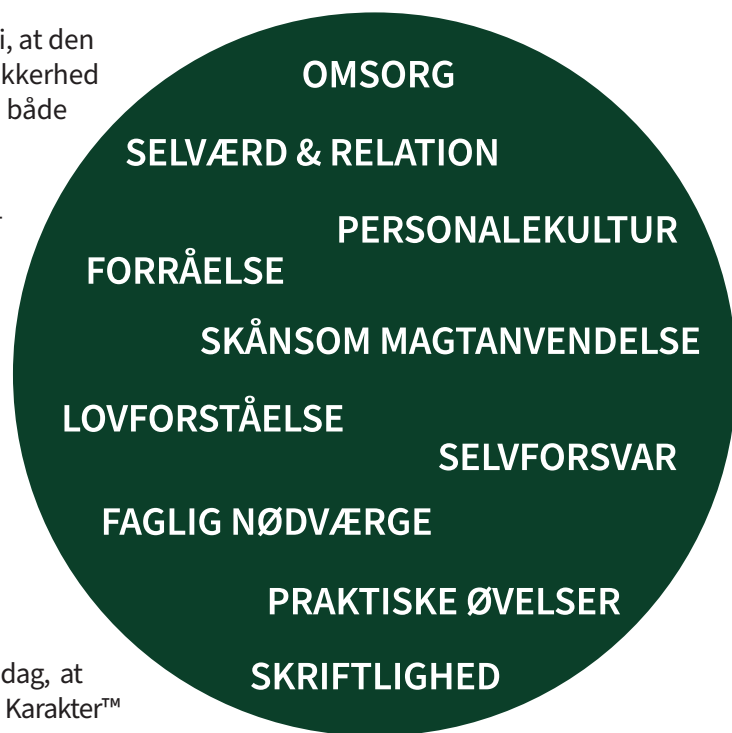 i, at den
kkerhed
både
OMSORG
SELVÆRD & RELATION
PERSONALEKULTUR
FORRÅELSE
SKÅNSOM MAGTANVENDELSE
LOVFORSTÅELSE
SELVFORSVAR
FAGLIG NØDVÆRGE
PRAKTISKE ØVELSER
SKRIFTLIGHED
dag, at
Karakter™